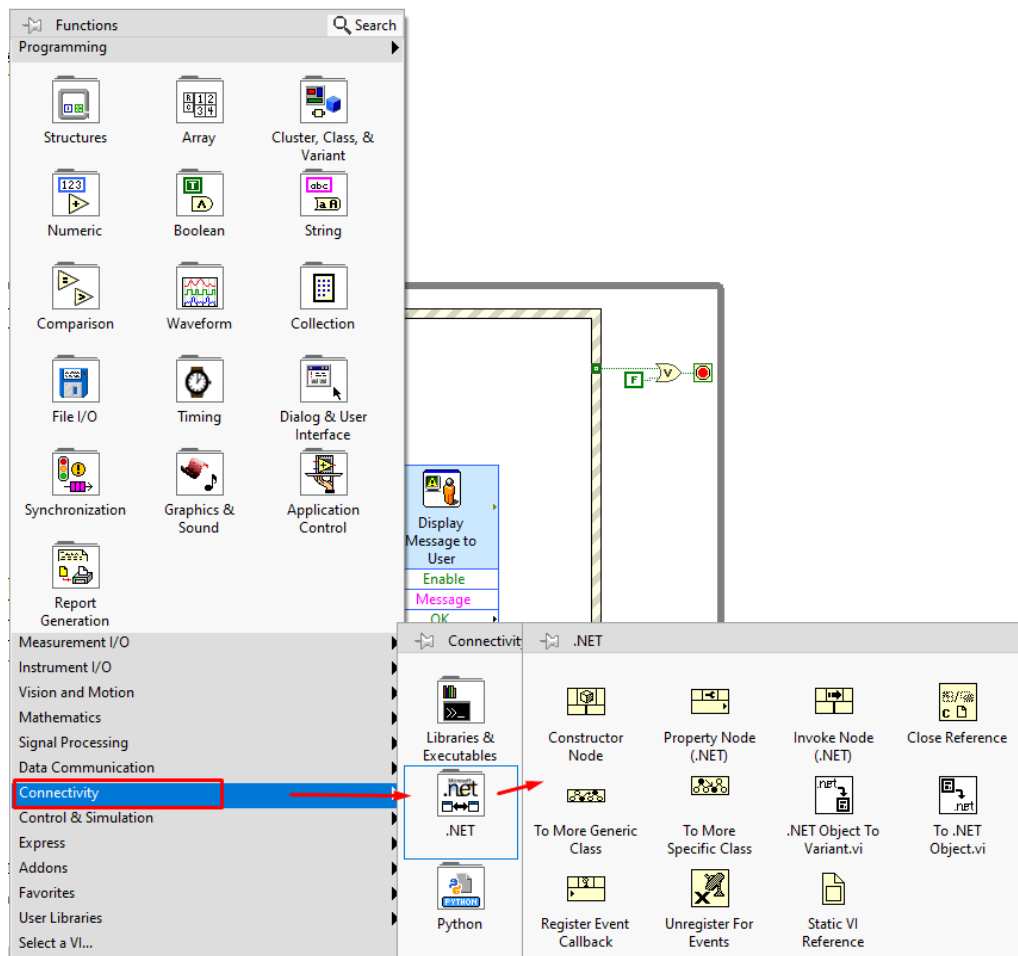 Functions
Search
Programming
Structures
Array
Cluster, Class, &
Variant
Numeric
Boolean
String
Comparison
Waveform
Collection
File I/O
Timing
Dialog & User
Interface
Synchronization
Graphics &
Sound
Application
Control
Report
Generation
Measurement I/O
Instrument I/O
Vision and Motion
Mathematics
Signal Processing
Data Communication
Connectivity
Control & Simulation
Express
Addons
Favorites
User Libraries
Select a VI...
F
V
Display
Message to
User
Enable
Message
OK
Connectivity
Libraries &
Executables
.net
.NET
PYTHON
Python
.NET
Constructor
Node
Property Node
(.NET)
Invoke Node
(.NET)
Close Reference
To More Generic
Class
To More
Specific Class
.NET Object To
Variant.vi
To .NET
Object.vi
Register Event
Callback
Unregister For
Events
Static VI
Reference